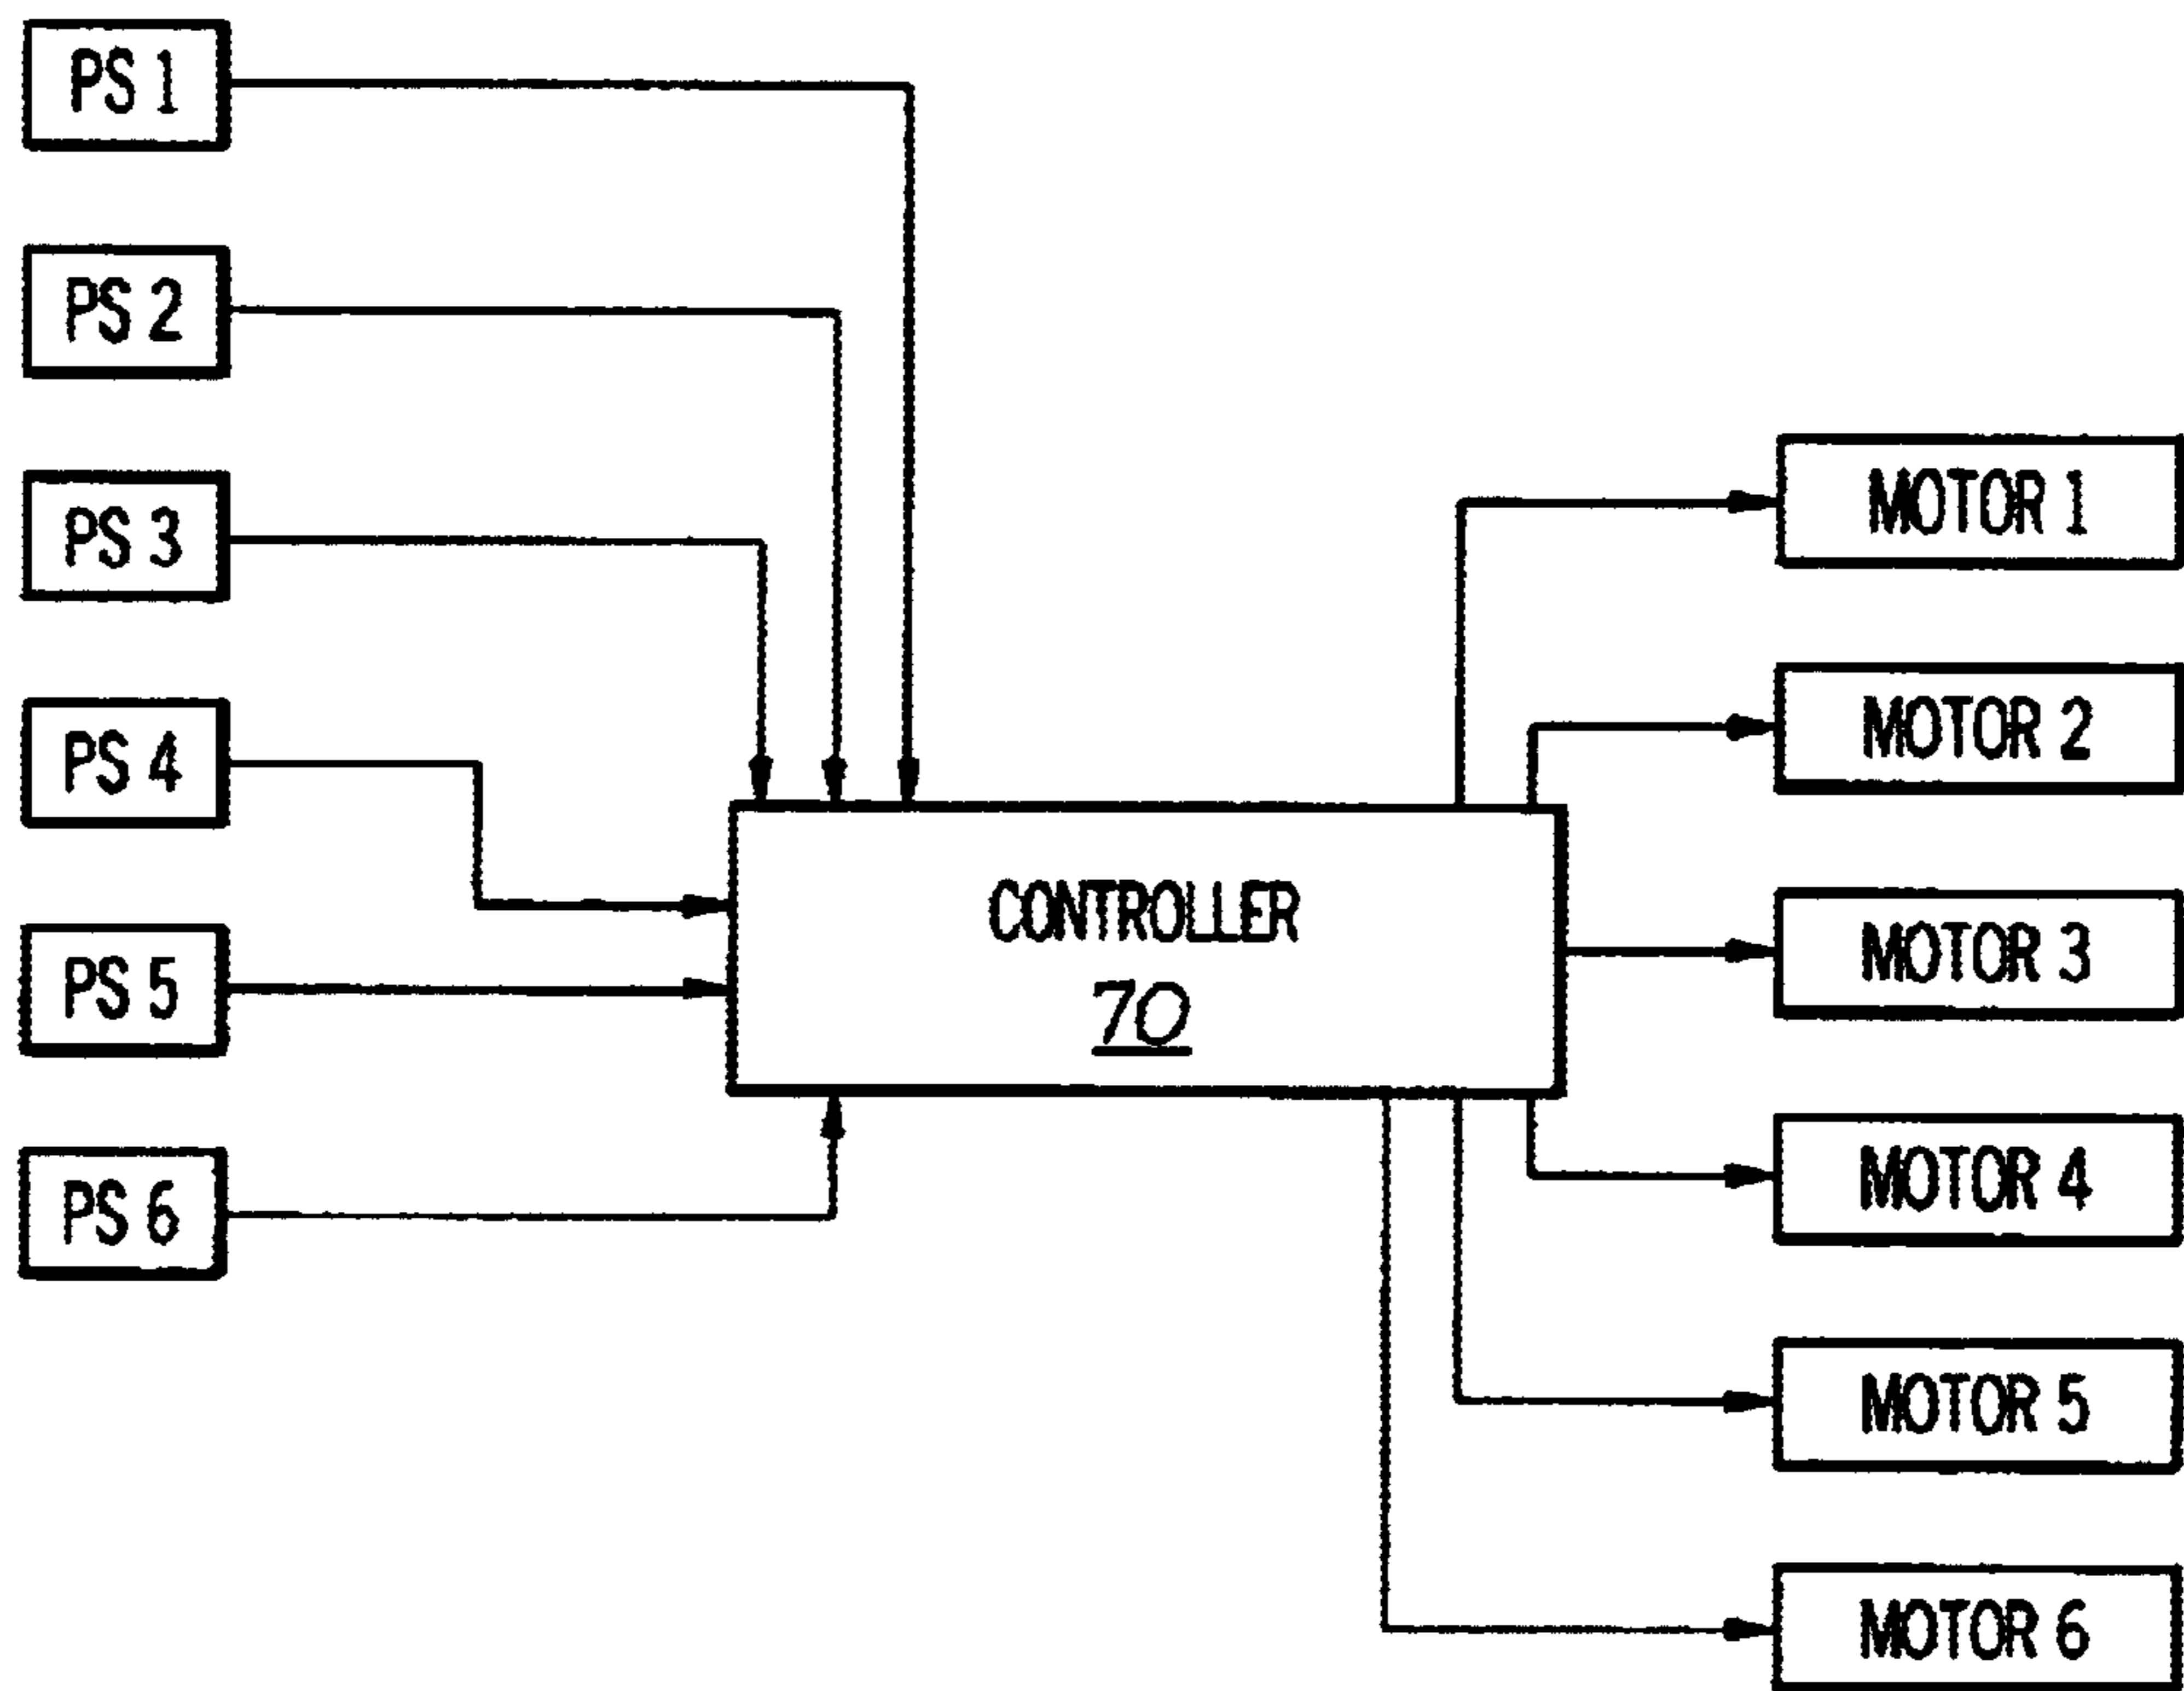 PS 1
PS 2
PS 3
PS 4
PS 5
PS 6
CONTROLLER
70
MOTOR 1
MOTOR 2
MOTOR 3
MOTOR 4
MOTOR 5
MOTOR 6